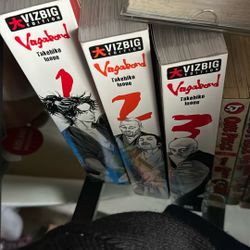 VIZBIG
EDITION
Vagabond
Takehiko
Inoue
1
VIZBIG
EDITION
Vagabond
Takehiko
Inoue
2
VIZBIG
EDITION
Vagabond
Takehiko
Inoue
3